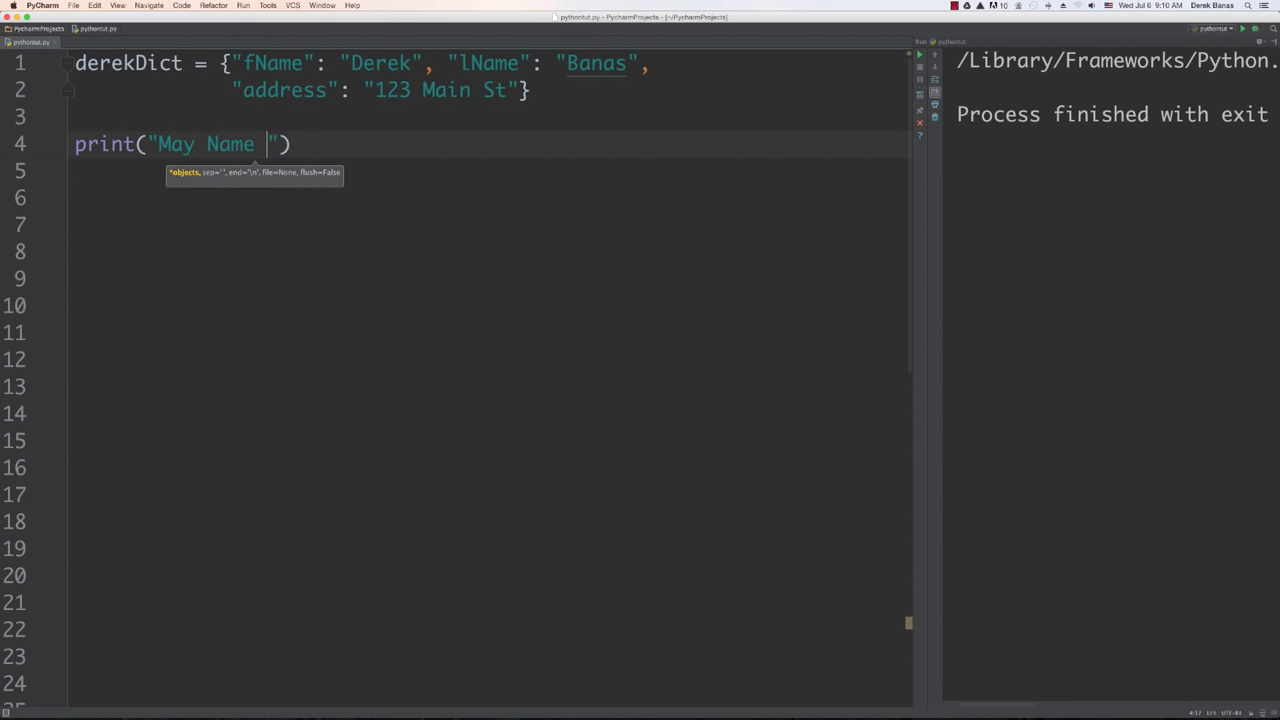 PyCharm File Edit View Navigate Code Refactor Run Tools VCS Window Help 10 Wed Jul 6 9:10 AM Derek Banas
pythontut.py - PycharmProjects - [~/PycharmProjects]
PycharmProjects pythontut.py pythontut
pythontut.py Run: pythontut
1 derekDict = {"fName": "Derek", "lName": "Banas",
2 "address": "123 Main St"}
3
4 print("May Name ")
*objects, sep=' ', end="\n", file=None, flush=False
5
6
7
8
9
10
11
12
13
14
15
16
17
18
19
20
21
22
23
24
/Library/Frameworks/Python.
Process finished with exit
4:17 LF÷ UTF-8÷